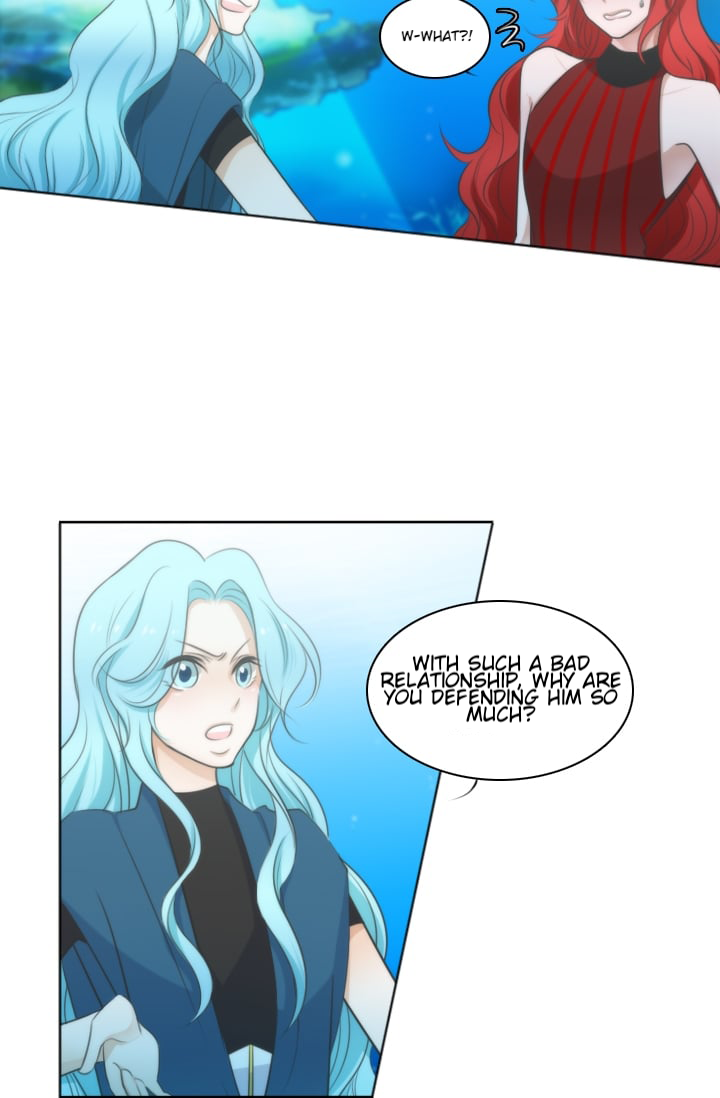 W-WHAT?!
WITH SUCH A BAD
RELATIONSHIP, WHY ARE
YOU DEFENDING HIM SO
MUCH?